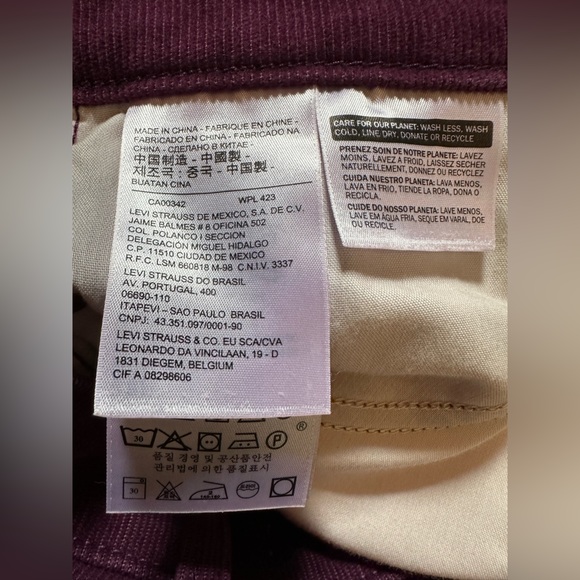 MADE IN CHINA - FABRIQUE EN CHINE -
FABRICADO EN CHINA - FABRICADO NA
CHINA - СДЕЛАНО В КИТАЕ -
中国制造 - 中國製 -
제조국: 중국 - 中国製 -
BUATAN CINA
CA00342 WPL 423
LEVI STRAUSS DE MEXICO, S.A. DE C.V.
JAIME BALMES # 8 OFICINA 502
COL. POLANCO I SECCION
DELEGACIÓN MIGUEL HIDALGO
C.P. 11510 CIUDAD DE MÉXICO
R.F.C. LSM 660818 M-98 C.N.I.V. 3337
LEVI STRAUSS DO BRASIL
AV. PORTUGAL, 400
06690-110
ITAPEVI – SAO PAULO BRASIL
CNPJ: 43.351.097/0001-90
LEVI STRAUSS & CO. EU SCA/CVA
LEONARDO DA VINCILAAN, 19 - D
1831 DIEGEM, BELGIUM
CIF A 08298606
®
30 P
품질 경영 및 공산품안전
관리법에 의한 품질표시
30
CARE FOR OUR PLANET: WASH LESS, WASH
COLD, LINE DRY, DONATE OR RECYCLE
PRENEZ SOIN DE NOTRE PLANETE: LAVEZ
MOINS, LAVEZ A FROID, LAISSEZ SECHER
NATURELLEMENT, DONNEZ OU RECYCLEZ
CUIDA NUESTRO PLANETA: LAVA MENOS,
LAVA EN FRIO, TIENDE LA ROPA, DONA O
RECICLA.
CUIDE DO NOSSO PLANETA: LAVE MENOS,
LAVE EM ÁGUA FRIA, SEQUE EM VARAL, DOE
OU RECICLE.